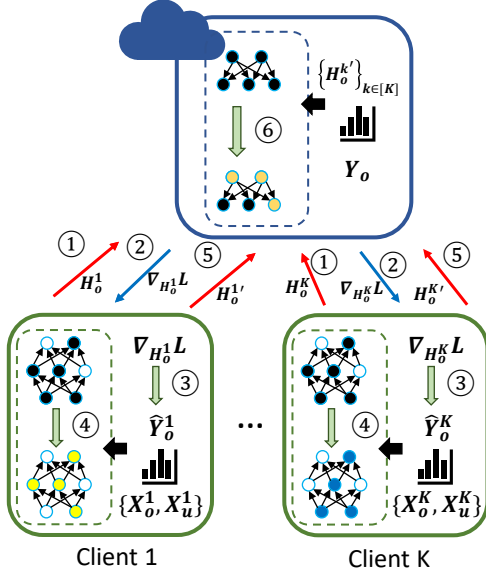 {H_o^{k'}}_{k∈[K]}
⑥
Y_o
① ② ⑤ ① ② ⑤
H_o^1 ∇_{H_o^1}L H_o^{1'} H_o^K ∇_{H_o^K}L H_o^{K'}
∇_{H_o^1}L ∇_{H_o^K}L
③ ③
④ Ŷ_o^1 ... ④ Ŷ_o^K
{X_o^1, X_u^1} {X_o^K, X_u^K}
Client 1 Client K